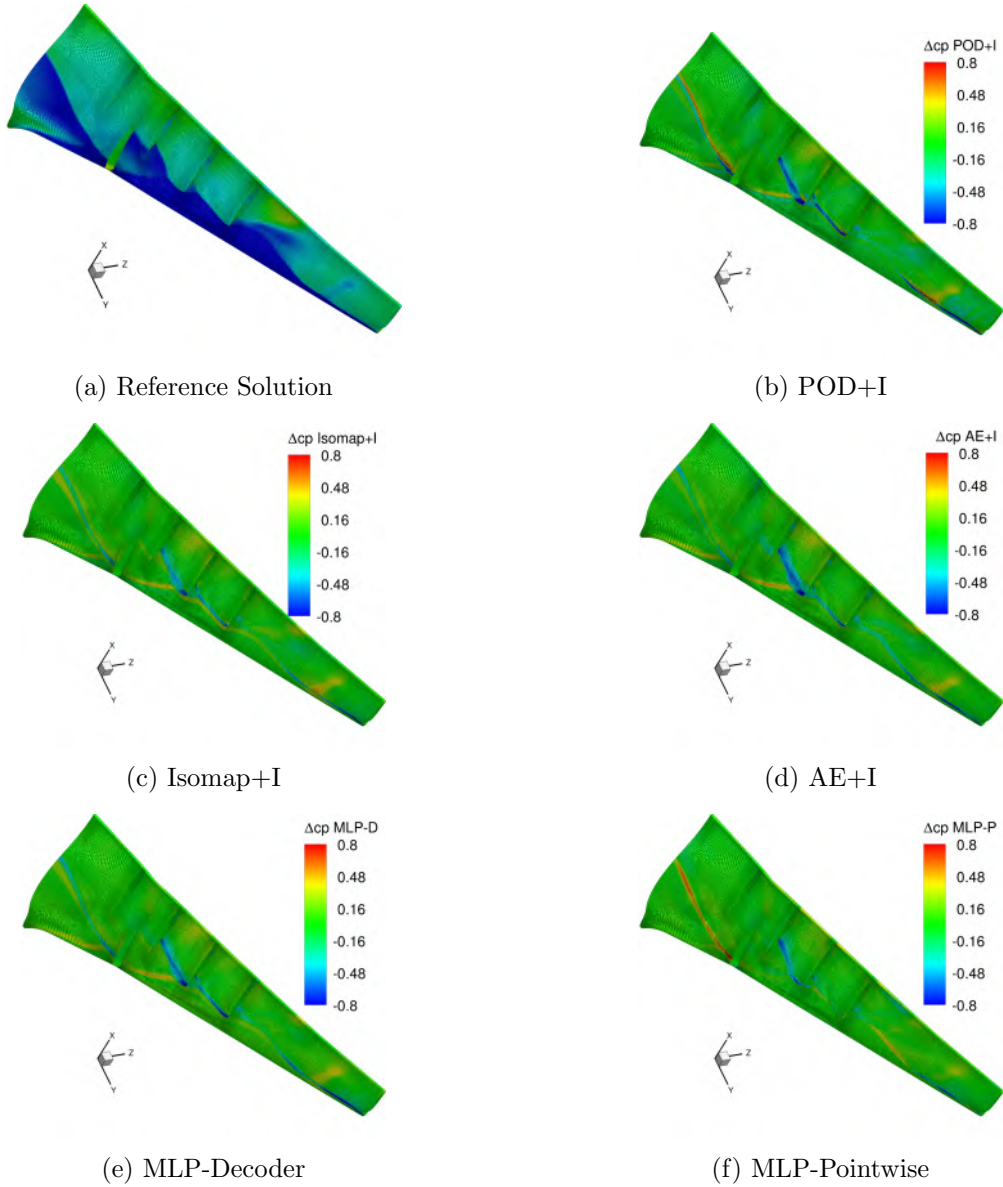 X
Z
Y
(a) Reference Solution
Δcp POD+I
0.8
0.48
0.16
-0.16
-0.48
-0.8
X
Z
Y
(b) POD+I
Δcp Isomap+I
0.8
0.48
0.16
-0.16
-0.48
-0.8
X
Z
Y
(c) Isomap+I
Δcp AE+I
0.8
0.48
0.16
-0.16
-0.48
-0.8
X
Z
Y
(d) AE+I
Δcp MLP-D
0.8
0.48
0.16
-0.16
-0.48
-0.8
X
Z
Y
(e) MLP-Decoder
Δcp MLP-P
0.8
0.48
0.16
-0.16
-0.48
-0.8
X
Z
Y
(f) MLP-Pointwise